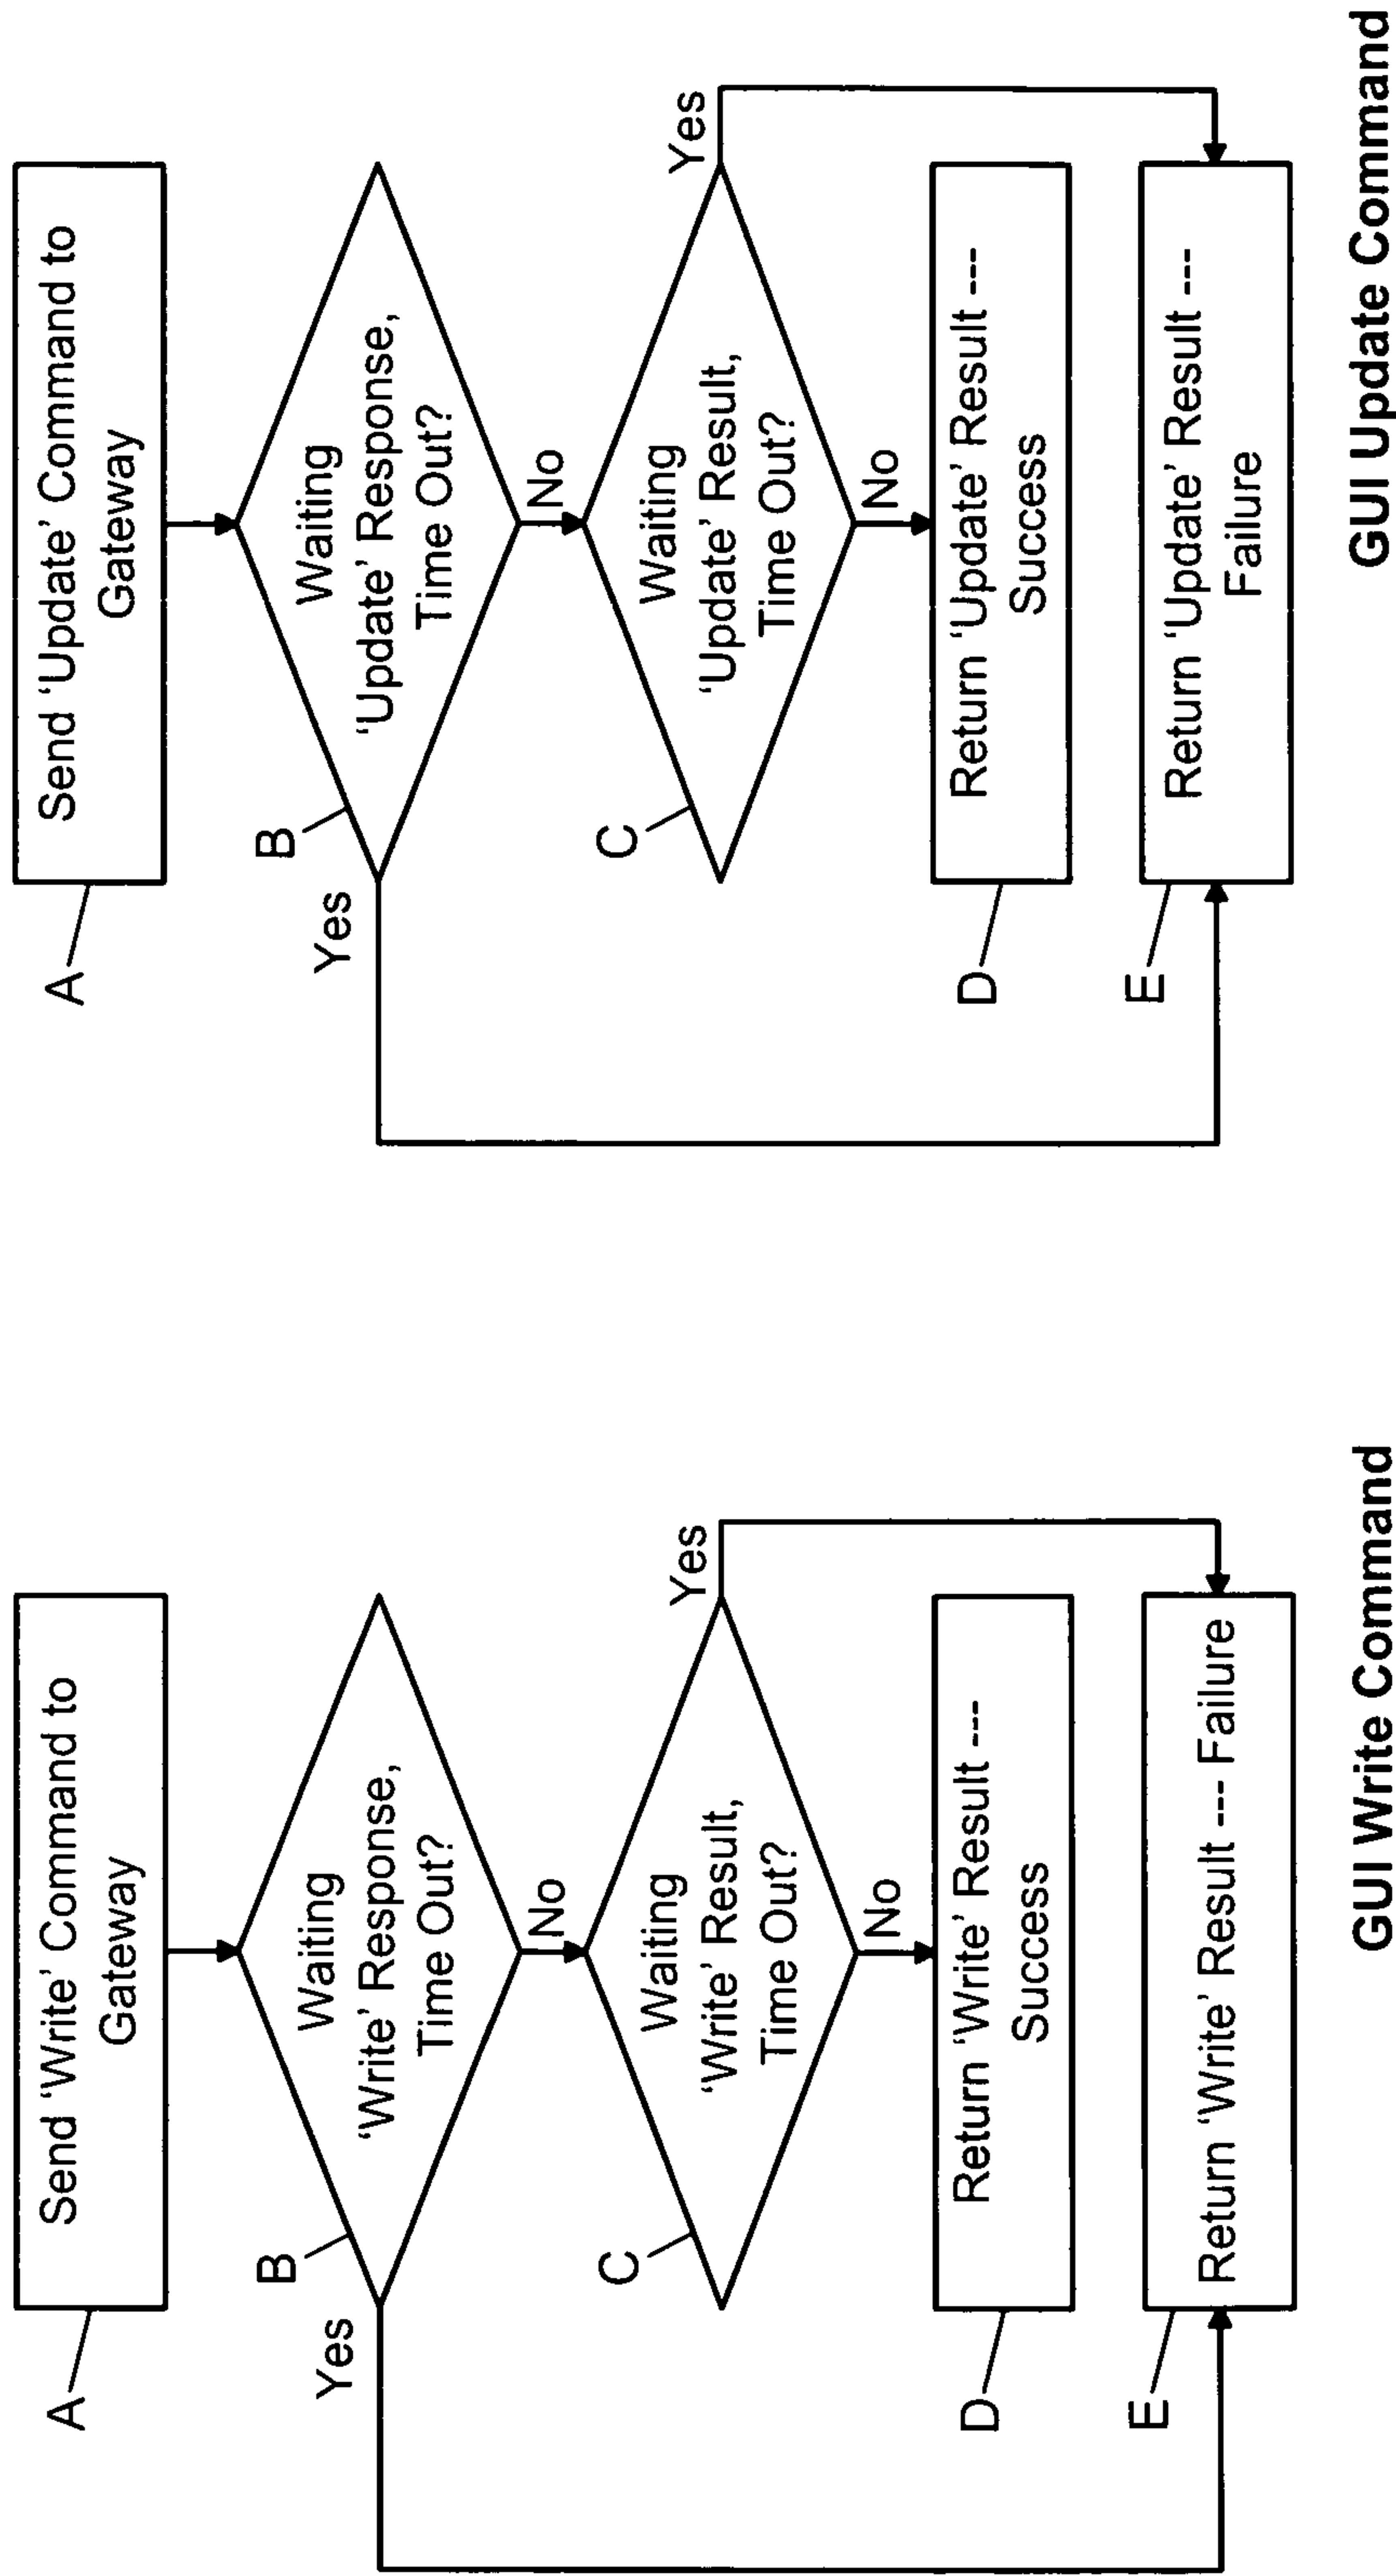 A
Send ‘Write’ Command to
Gateway
B
Waiting
‘Write’ Response,
Time Out?
Yes
No
C
Waiting
‘Write’ Result,
Time Out?
Yes
No
D
Return ‘Write’ Result ---
Success
E
Return ‘Write’ Result --- Failure
GUI Write Command
A
Send ‘Update’ Command to
Gateway
B
Waiting
‘Update’ Response,
Time Out?
Yes
No
C
Waiting
‘Update’ Result,
Time Out?
Yes
No
D
Return ‘Update’ Result ---
Success
E
Return ‘Update’ Result ---
Failure
GUI Update Command